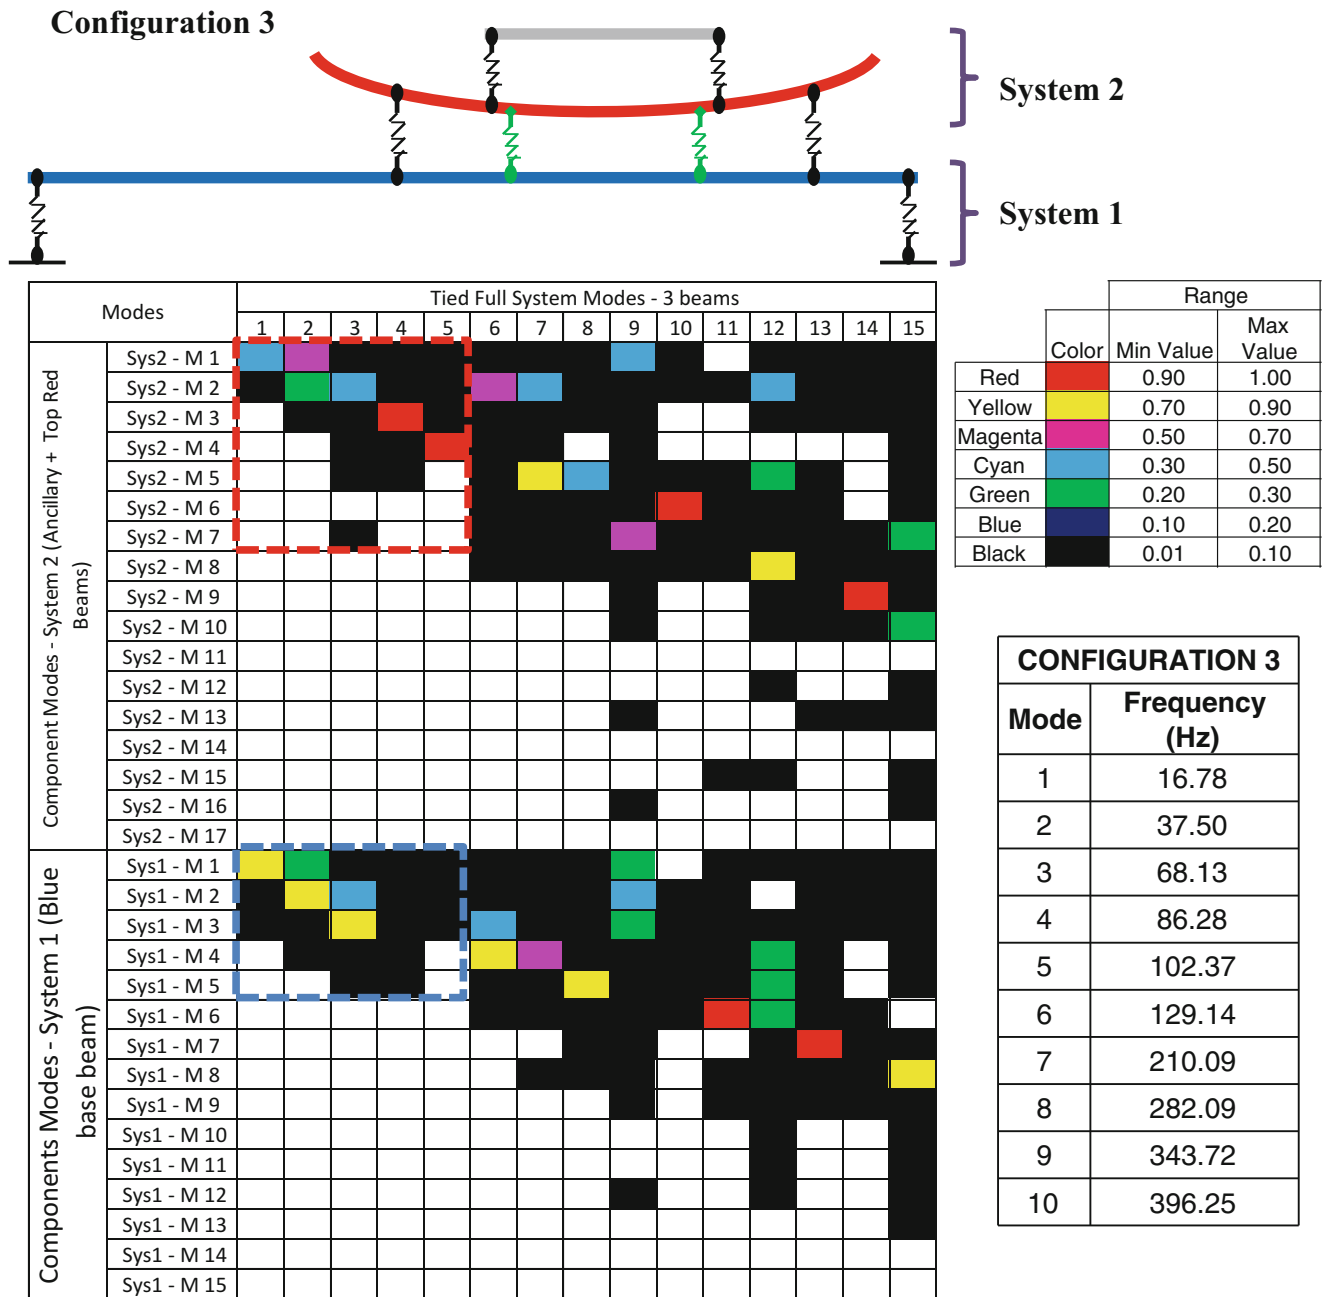 Configuration 3
System 2
System 1
Modes
Tied Full System Modes - 3 beams
1 2 3 4 5 6 7 8 9 10 11 12 13 14 15
Component Modes - System 2 (Ancillary + Top Red
Beams)
Sys2 - M 1
Sys2 - M 2
Sys2 - M 3
Sys2 - M 4
Sys2 - M 5
Sys2 - M 6
Sys2 - M 7
Sys2 - M 8
Sys2 - M 9
Sys2 - M 10
Sys2 - M 11
Sys2 - M 12
Sys2 - M 13
Sys2 - M 14
Sys2 - M 15
Sys2 - M 16
Sys2 - M 17
Components Modes - System 1 (Blue
base beam)
Sys1 - M 1
Sys1 - M 2
Sys1 - M 3
Sys1 - M 4
Sys1 - M 5
Sys1 - M 6
Sys1 - M 7
Sys1 - M 8
Sys1 - M 9
Sys1 - M 10
Sys1 - M 11
Sys1 - M 12
Sys1 - M 13
Sys1 - M 14
Sys1 - M 15
Range
Color Min Value Max
Value
Red 0.90 1.00
Yellow 0.70 0.90
Magenta 0.50 0.70
Cyan 0.30 0.50
Green 0.20 0.30
Blue 0.10 0.20
Black 0.01 0.10
CONFIGURATION 3
Mode Frequency
(Hz)
1 16.78
2 37.50
3 68.13
4 86.28
5 102.37
6 129.14
7 210.09
8 282.09
9 343.72
10 396.25